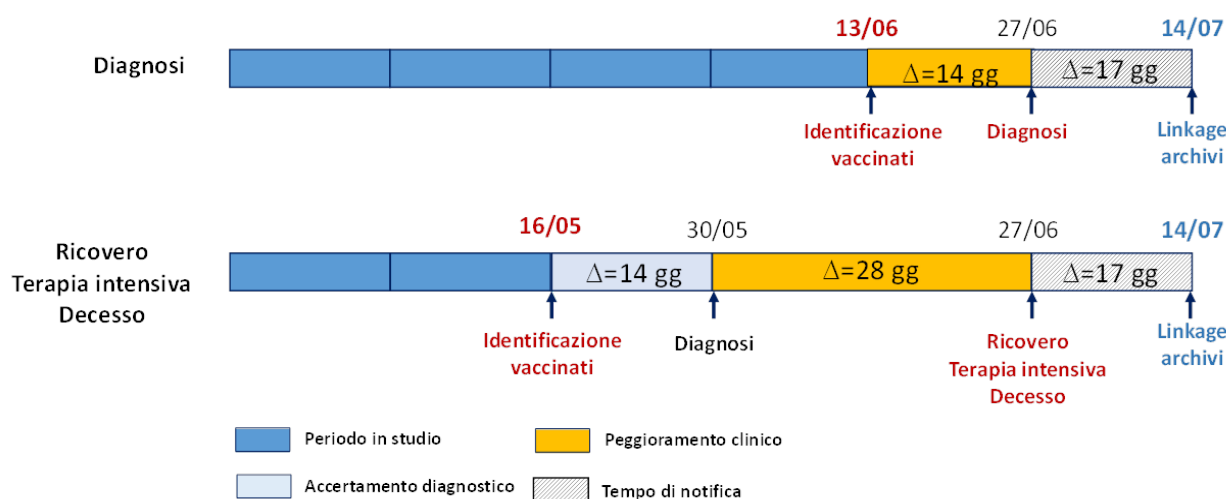 13/06
27/06
14/07
Diagnosi
Δ=14 gg
Δ=17 gg
Identificazione
vaccinati
Diagnosi
Linkage
archivi
16/05
30/05
27/06
14/07
Ricovero
Terapia intensiva
Decesso
Δ=14 gg
Δ=28 gg
Δ=17 gg
Identificazione
vaccinati
Diagnosi
Ricovero
Terapia intensiva
Decesso
Linkage
archivi
Periodo in studio
Peggioramento clinico
Accertamento diagnostico
Tempo di notifica